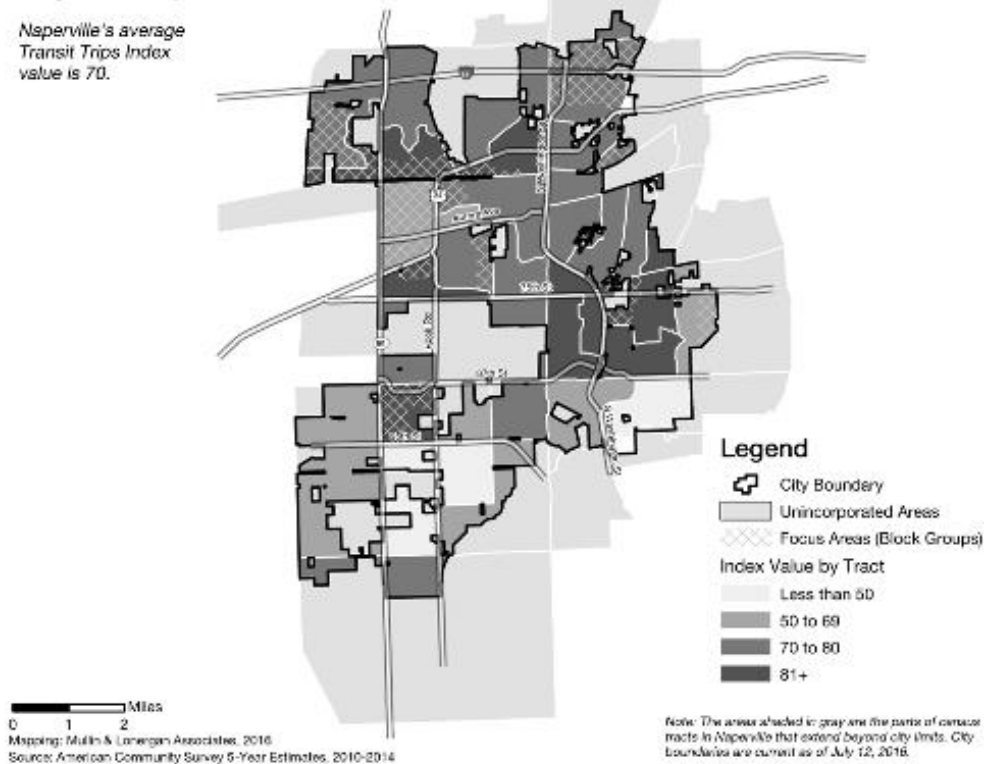 Naperville's average
Transit Trips Index
value is 70.
Legend
City Boundary
Unincorporated Areas
Focus Areas (Block Groups)
Index Value by Tract
Less than 50
50 to 69
70 to 80
81+
Miles
0 1 2
Mapping: Mullin & Lonergan Associates, 2016
Source: American Community Survey 5-Year Estimates, 2010-2014
Note: The areas shaded in gray are the parts of census
tracts in Naperville that extend beyond city limits. City
boundaries are current as of July 12, 2016.